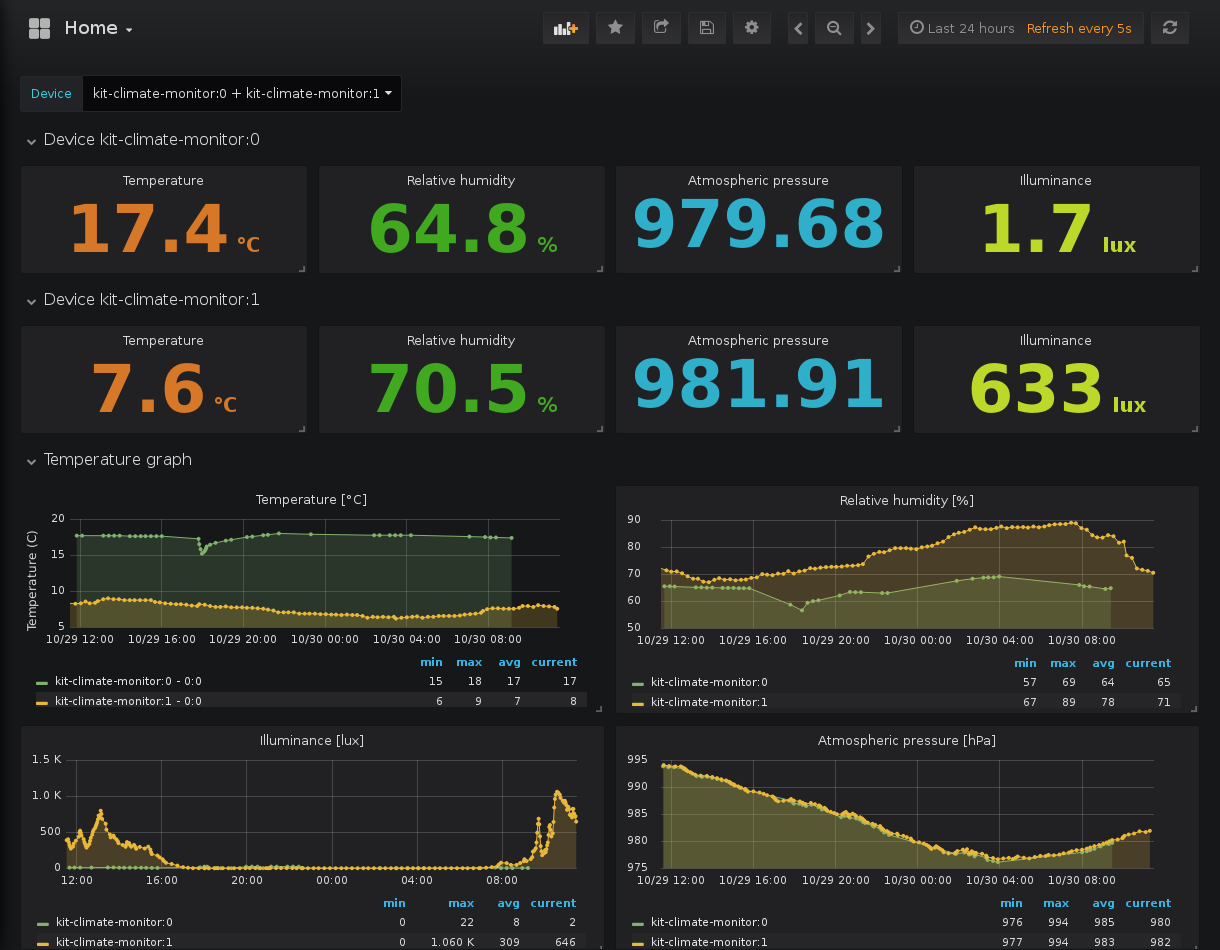 Home
Last 24 hours Refresh every 5s
Device kit-climate-monitor:0 + kit-climate-monitor:1
Device kit-climate-monitor:0
Temperature Relative humidity Atmospheric pressure Illuminance
17.4 °C 64.8 % 979.68 1.7 lux
Device kit-climate-monitor:1
Temperature Relative humidity Atmospheric pressure Illuminance
7.6 °C 70.5 % 981.91 633 lux
Temperature graph
Temperature [°C]
Temperature (C)
20
15
10
5
10/29 12:00 10/29 16:00 10/29 20:00 10/30 00:00 10/30 04:00 10/30 08:00
min max avg current
kit-climate-monitor:0 - 0:0 15 18 17 17
kit-climate-monitor:1 - 0:0 6 9 7 8
Relative humidity [%]
90
80
70
60
50
10/29 12:00 10/29 16:00 10/29 20:00 10/30 00:00 10/30 04:00 10/30 08:00
min max avg current
kit-climate-monitor:0 57 69 64 65
kit-climate-monitor:1 67 89 78 71
Illuminance [lux]
1.5 K
1.0 K
500
0
12:00 16:00 20:00 00:00 04:00 08:00
min max avg current
kit-climate-monitor:0 0 22 8 2
kit-climate-monitor:1 0 1.060 K 309 646
Atmospheric pressure [hPa]
995
990
985
980
975
10/29 12:00 10/29 16:00 10/29 20:00 10/30 00:00 10/30 04:00 10/30 08:00
min max avg current
kit-climate-monitor:0 976 994 985 980
kit-climate-monitor:1 977 994 983 982